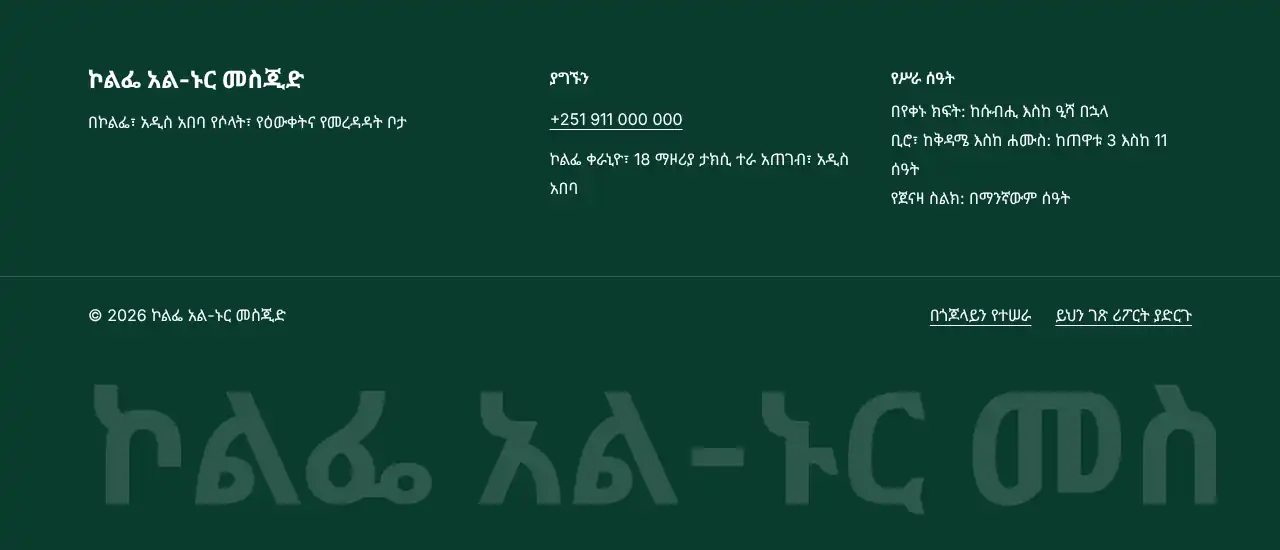 ኮልፌ አል-ኑር መስጂድ
በኮልፌ፣ አዲስ አበባ የሶላት፣ የዕውቀትና የመረዳዳት ቦታ
ያግኙን
+251 911 000 000
ኮልፌ ቀራኒዮ፣ 18 ማዞሪያ ታክሲ ተራ አጠገብ፣ አዲስ
አበባ
የሥራ ሰዓት
በየቀኑ ክፍት: ከሱብሒ እስከ ዒሻ በኋላ
ቢሮ፣ ከቅዳሜ እስከ ሐሙስ: ከጠዋቱ 3 እስከ 11
ሰዓት
የጀናዛ ስልክ: በማንኛውም ሰዓት
© 2026 ኮልፌ አል-ኑር መስጂድ
በጎጆላይን የተሠራ
ይህን ገጽ ሪፖርት ያድርጉ
ኮልፌ አል-ኑር መስ